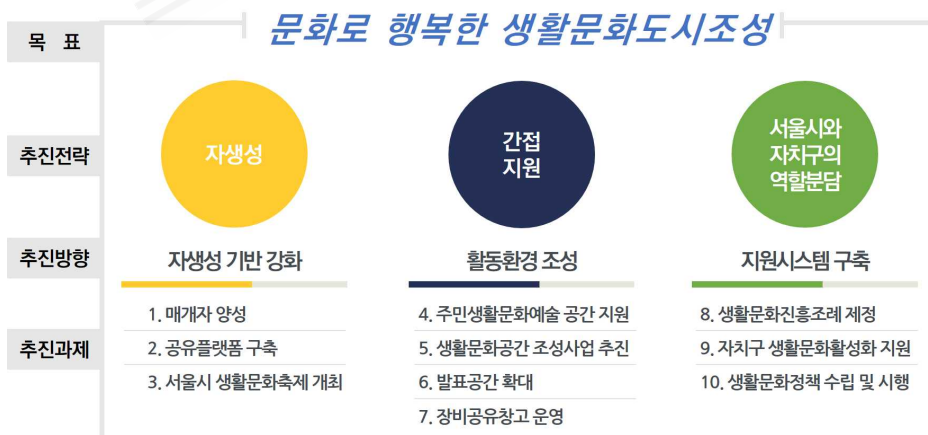 목 표
문화로 행복한 생활문화도시조성
추진전략
자생성
간접
지원
서울시와
자치구의
역할분담
추진방향
자생성 기반 강화
활동환경 조성
지원시스템 구축
추진과제
1. 매개자 양성
2. 공유플랫폼 구축
3. 서울시 생활문화축제 개최
4. 주민생활문화예술 공간 지원
5. 생활문화공간 조성사업 추진
6. 발표공간 확대
7. 장비공유창고 운영
8. 생활문화진흥조례 제정
9. 자치구 생활문화활성화 지원
10. 생활문화정책 수립 및 시행